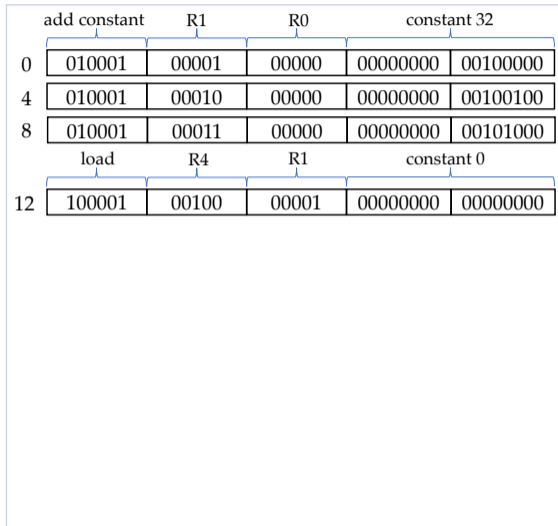 add constant R1 R0 constant 32
0 010001 00001 00000 00000000 00100000
4 010001 00010 00000 00000000 00100100
8 010001 00011 00000 00000000 00101000
load R4 R1 constant 0
12 100001 00100 00001 00000000 00000000